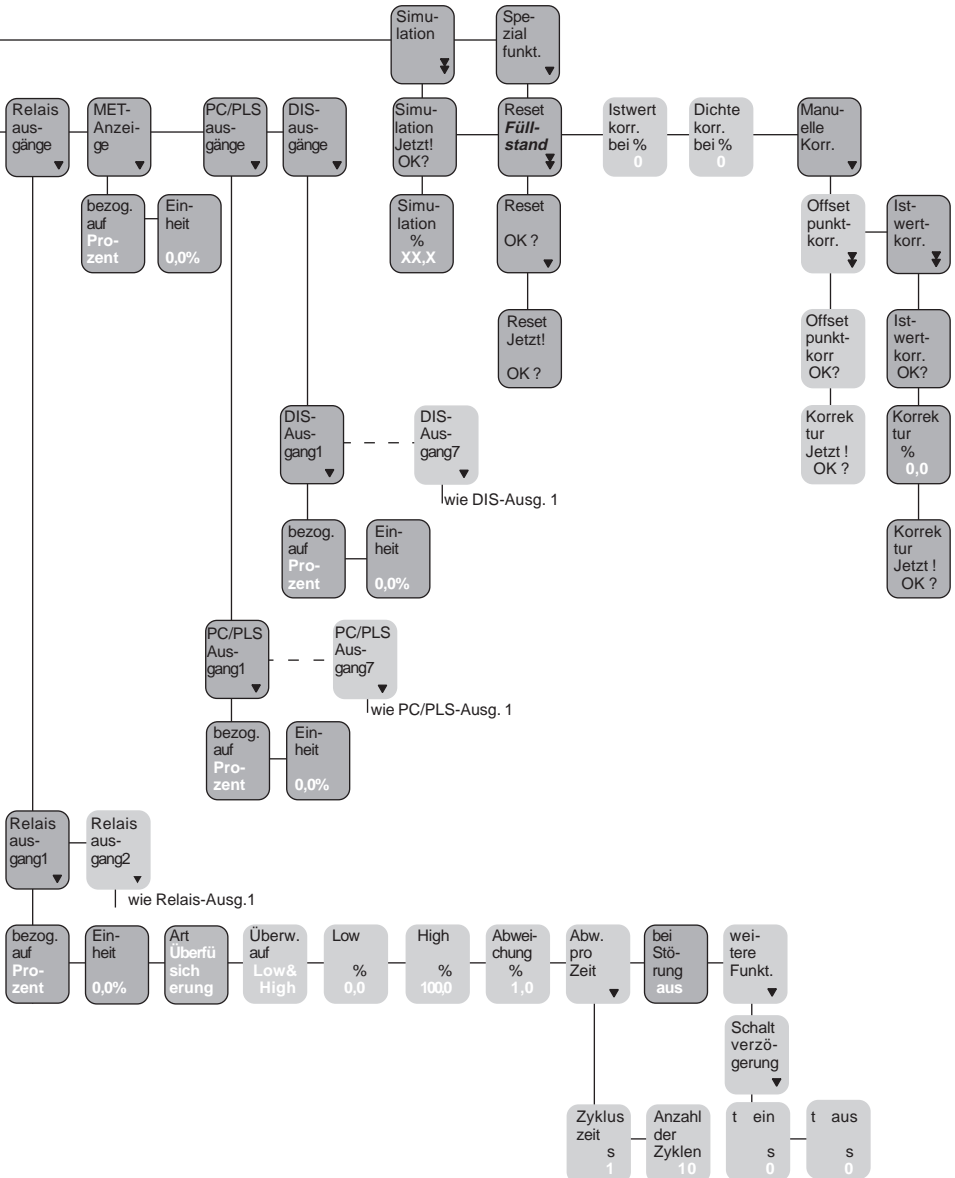 Simu-
lation
Spe-
zial
funkt.
Relais
aus-
gänge
MET-
Anzei-
ge
PC/PLS
aus-
gänge
DIS-
aus-
gänge
Simu-
lation
Jetzt!
OK?
Reset
Füll-
stand
Istwert
korr.
bei %
0
Dichte
korr.
bei %
0
Manu-
elle
Korr.
bezog.
auf
Pro-
zent
Ein-
heit
0,0%
Simu-
lation
%
XX,X
Reset
OK ?
Offset
punkt-
korr.
Ist-
wert-
korr.
Reset
Jetzt!
OK ?
Offset
punkt-
korr
OK?
Ist-
wert-
korr.
OK?
DIS-
Aus-
gang1
DIS-
Aus-
gang7
wie DIS-Ausg. 1
Korrek
tur
Jetzt !
OK ?
Korrek
tur
%
0,0
bezog.
auf
Pro-
zent
Ein-
heit
0,0%
Korrek
tur
Jetzt !
OK ?
PC/PLS
Aus-
gang1
PC/PLS
Aus-
gang7
wie PC/PLS-Ausg. 1
bezog.
auf
Pro-
zent
Ein-
heit
0,0%
Relais
aus-
gang1
Relais
aus-
gang2
wie Relais-Ausg.1
bezog.
auf
Pro-
zent
Ein-
heit
0,0%
Art
Überfü
sich
erung
Überw.
auf
Low&
High
Low
%
0,0
High
%
100,0
Abwei-
chung
%
1,0
Abw.
pro
Zeit
bei
Stö-
rung
aus
wei-
tere
Funkt.
Schalt
verzö-
gerung
Zyklus
zeit
s
1
Anzahl
der
Zyklen
10
t ein
s
0
t aus
s
0